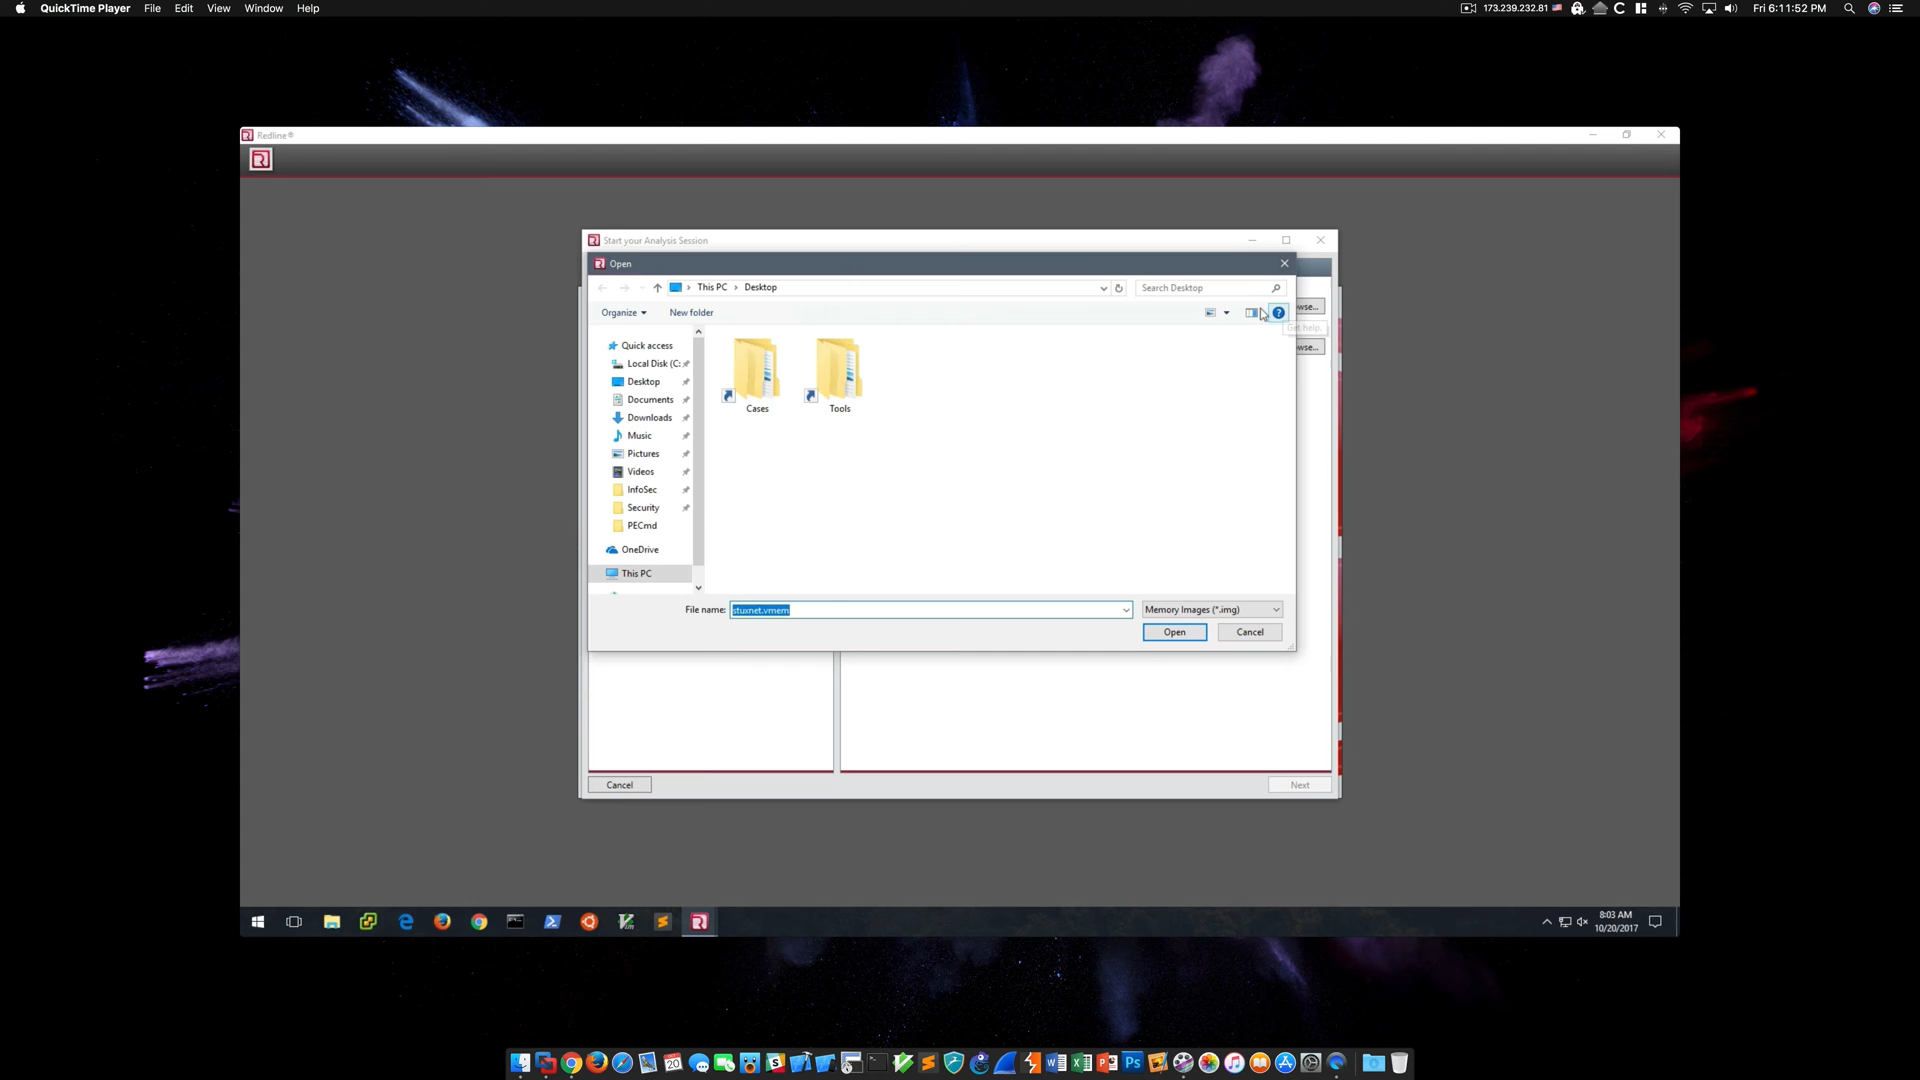 QuickTime Player File Edit View Window Help 173.239.232.81 Fri 6:11:52 PM
Redline®
Start your Analysis Session
Open
This PC › Desktop
Search Desktop
Organize New folder
Get help.
Quick access
Local Disk (C:
Desktop
Documents
Downloads
Music
Pictures
Videos
InfoSec
Security
PECmd
OneDrive
This PC
Cases
Tools
File name: stuxnet.vmem Memory Images (*.img)
Open Cancel
Cancel Next
8:03 AM
10/20/2017